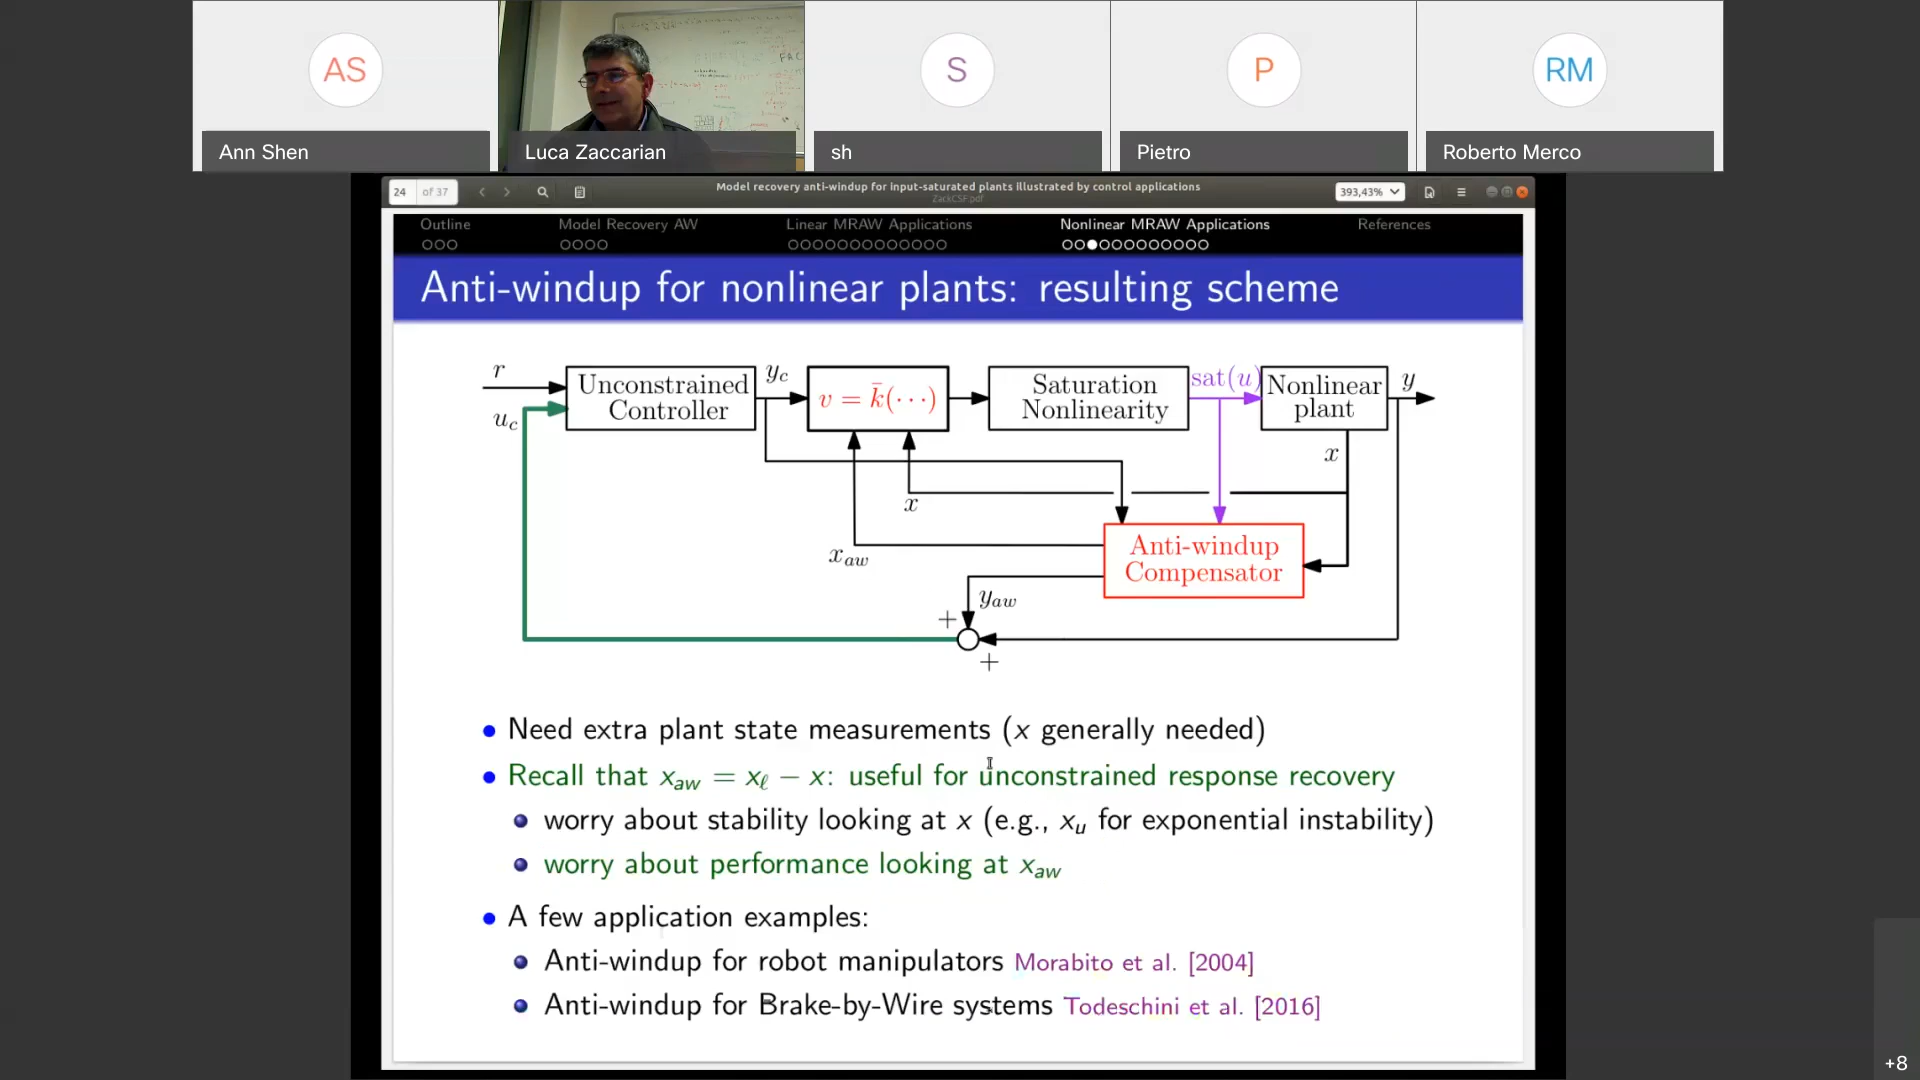 AS
S
P
RM
Ann Shen
Luca Zaccarian
sh
Pietro
Roberto Merco
24 of 37
Model recovery anti-windup for input-saturated plants illustrated by control applications
ZackCSF.pdf
393,43%
Outline
Model Recovery AW
Linear MRAW Applications
Nonlinear MRAW Applications
References
Anti-windup for nonlinear plants: resulting scheme
r
u_c
Unconstrained
Controller
y_c
v = k̄(···)
Saturation
Nonlinearity
sat(u)
Nonlinear
plant
y
x
x
x_aw
Anti-windup
Compensator
y_aw
+
+
• Need extra plant state measurements (x generally needed)
• Recall that x_aw = x_ℓ − x: useful for unconstrained response recovery
• worry about stability looking at x (e.g., x_u for exponential instability)
• worry about performance looking at x_aw
• A few application examples:
• Anti-windup for robot manipulators Morabito et al. [2004]
• Anti-windup for Brake-by-Wire systems Todeschini et al. [2016]
+8